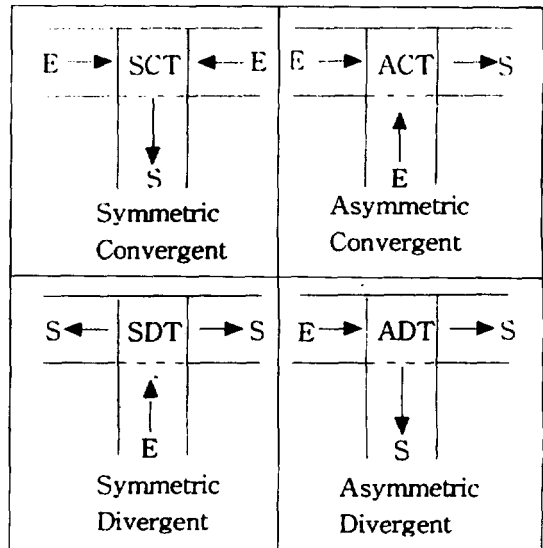 E SCT E
S
Symmetric
Convergent
E ACT S
E
Asymmetric
Convergent
S SDT S
E
Symmetric
Divergent
E ADT S
S
Asymmetric
Divergent